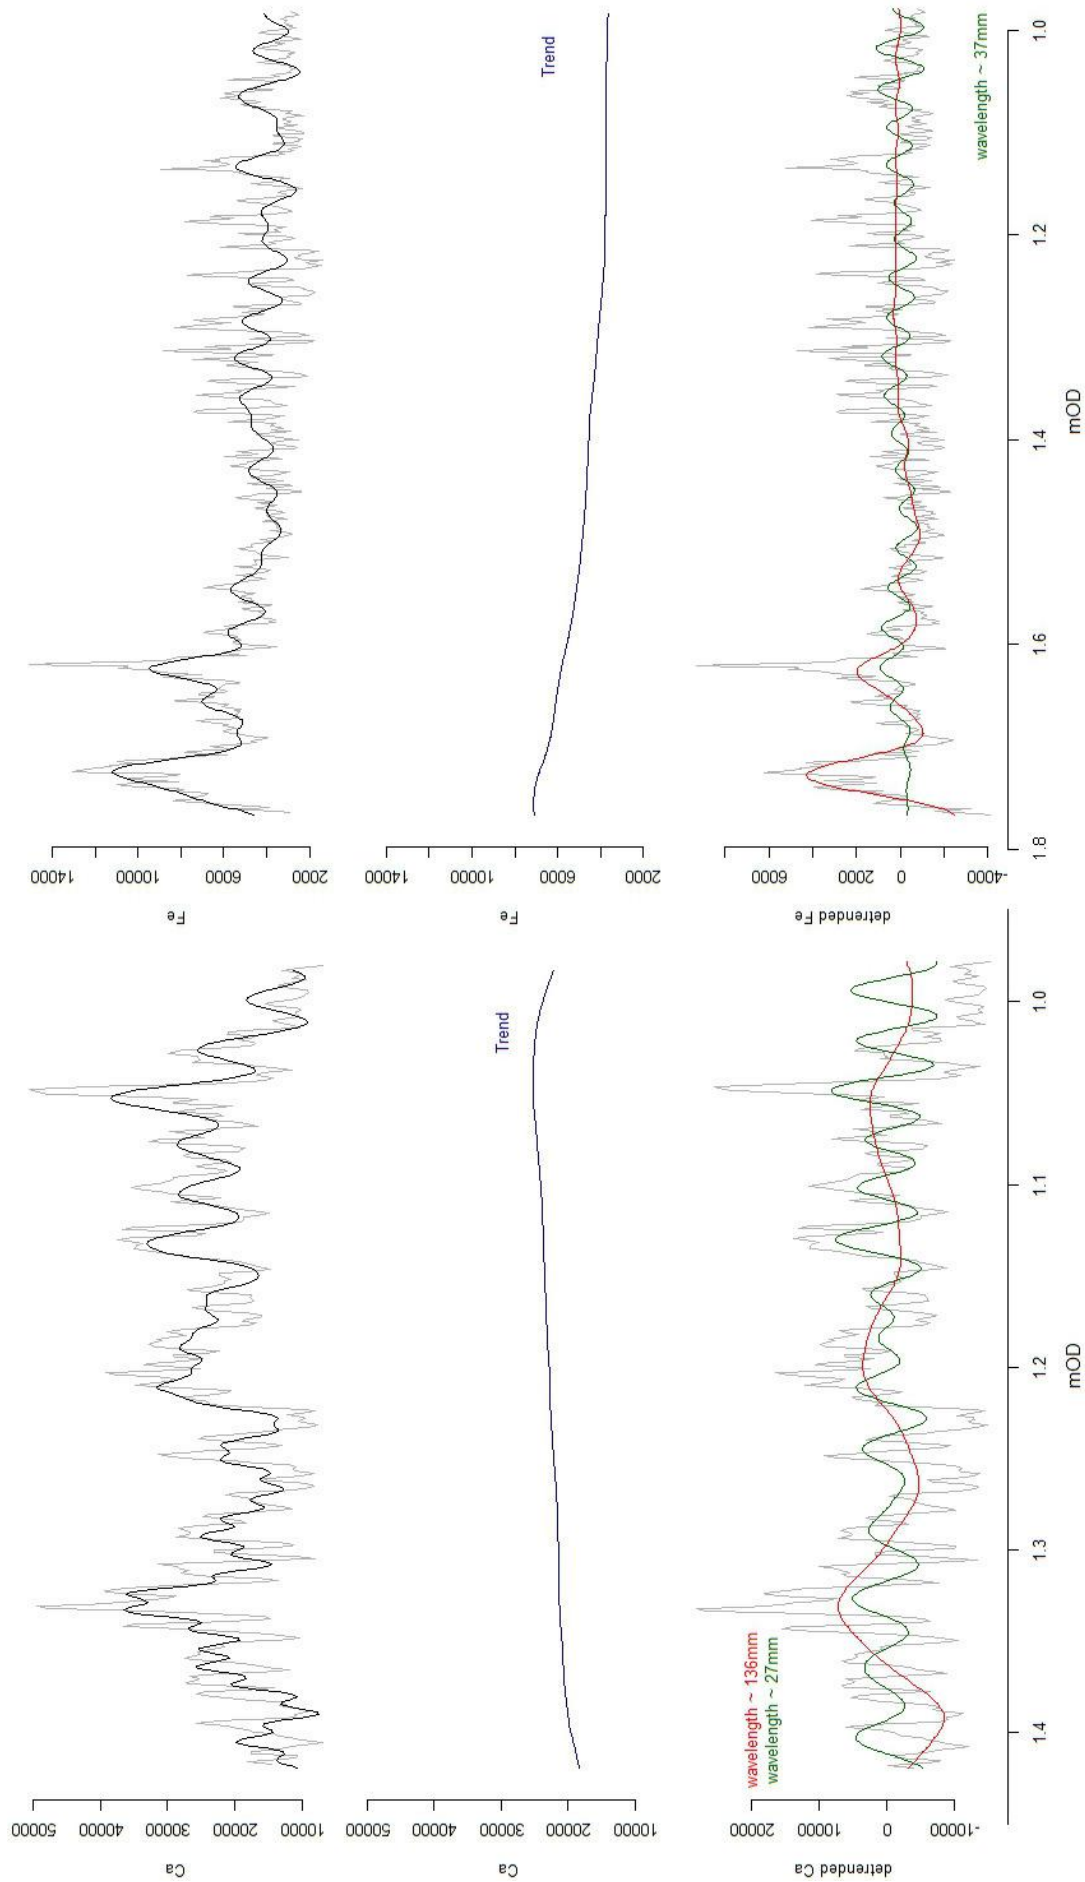 Ca
50000
40000
30000
20000
10000
Fe
14000
10000
6000
2000
Ca
50000
40000
30000
20000
10000
Trend
Fe
14000
10000
6000
2000
Trend
detrended Ca
20000
10000
0
-10000
wavelength ~ 136mm
wavelength ~ 27mm
detrended Fe
6000
2000
0
-4000
wavelength ~ 37mm
1.4
1.3
1.2
1.1
1.0
mOD
1.8
1.6
1.4
1.2
1.0
mOD